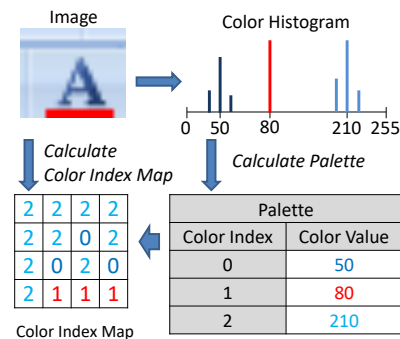 Image
Color Histogram
A
0 50 80 210 255
Calculate
Color Index Map
Calculate Palette
2 2 2 2
2 2 0 2
2 0 2 0
2 1 1 1
Color Index Map
Palette
Color Index Color Value
0 50
1 80
2 210